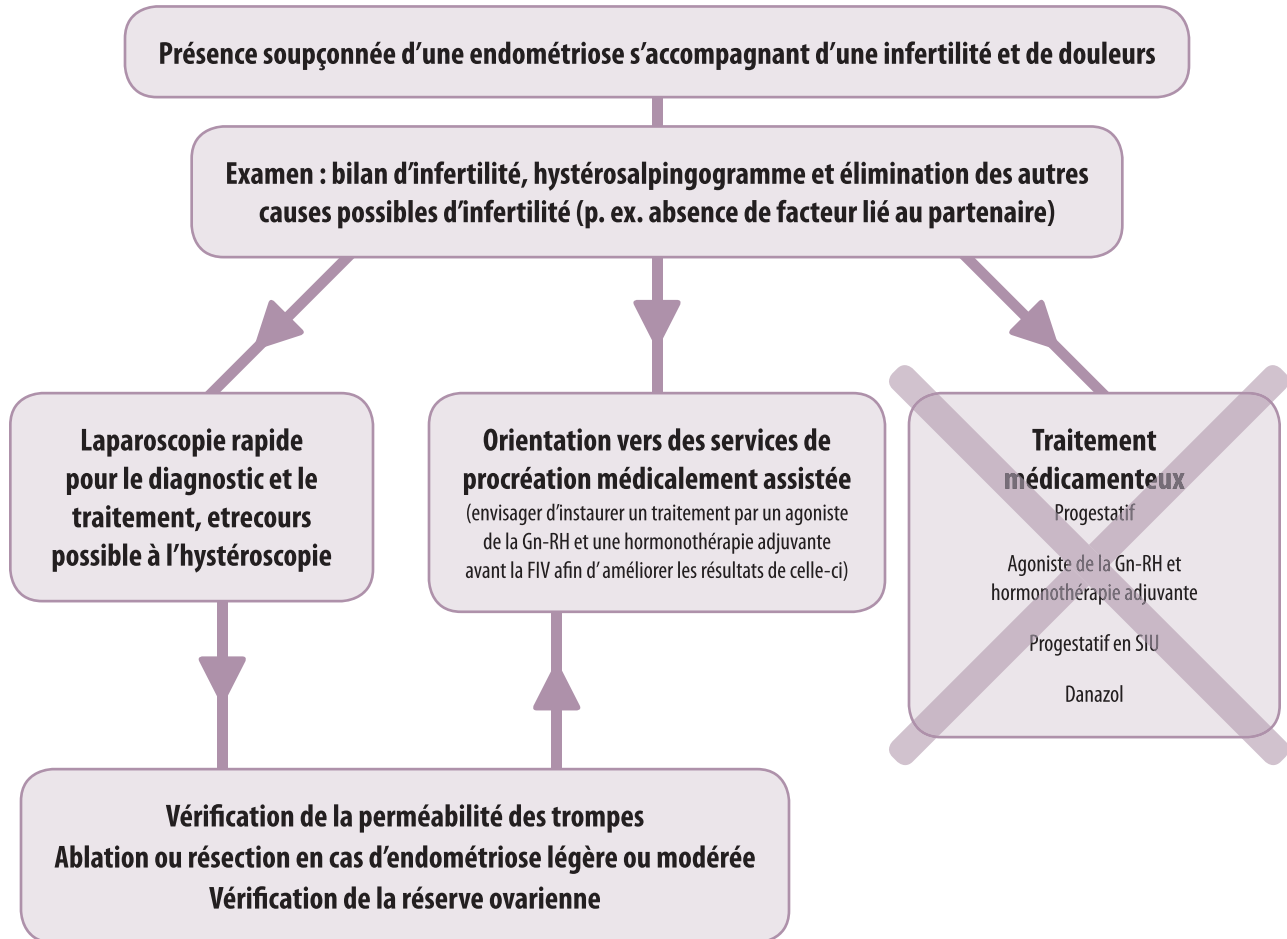 Présence soupçonnée d’une endométriose s’accompagnant d’une infertilité et de douleurs
Examen : bilan d’infertilité, hystérosalpingogramme et élimination des autres
causes possibles d’infertilité (p. ex. absence de facteur lié au partenaire)
Laparoscopie rapide
pour le diagnostic et le
traitement, etrecours
possible à l’hystéroscopie
Orientation vers des services de
procréation médicalement assistée
(envisager d’instaurer un traitement par un agoniste
de la Gn-RH et une hormonothérapie adjuvante
avant la FIV afin d’ améliorer les résultats de celle-ci)
Traitement
médicamenteux
Progestatif
Agoniste de la Gn-RH et
hormonothérapie adjuvante
Progestatif en SIU
Danazol
Vérification de la perméabilité des trompes
Ablation ou résection en cas d’endométriose légère ou modérée
Vérification de la réserve ovarienne